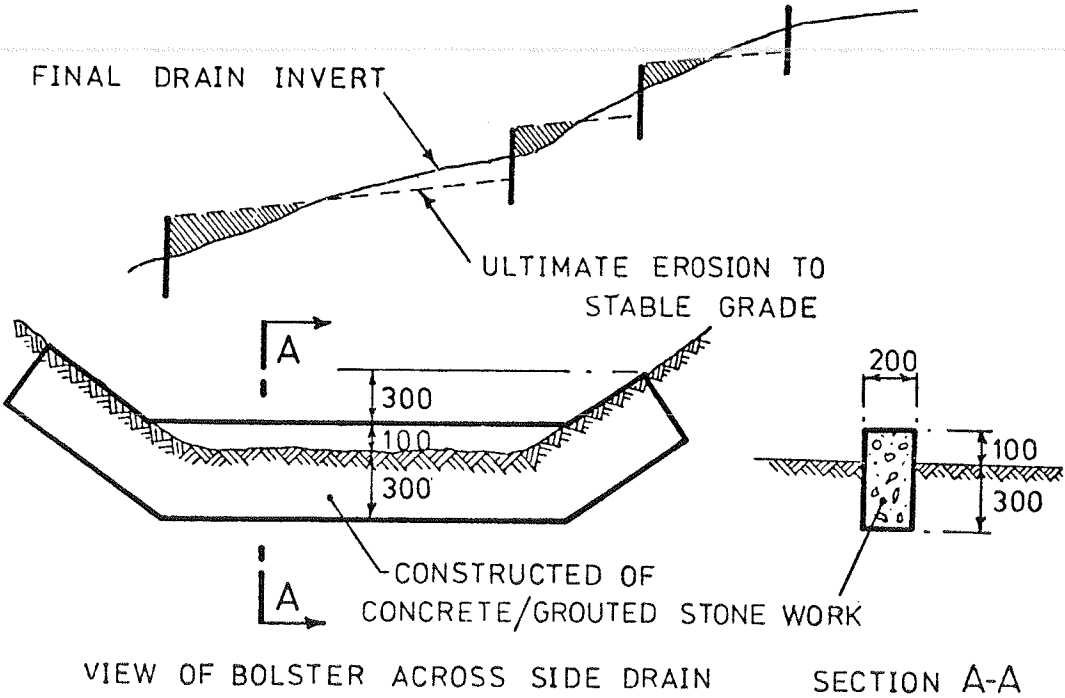 FINAL DRAIN INVERT
ULTIMATE EROSION TO
STABLE GRADE
A
300
100
300
200
100
300
A
CONSTRUCTED OF
CONCRETE/GROUTED STONE WORK
VIEW OF BOLSTER ACROSS SIDE DRAIN
SECTION A-A